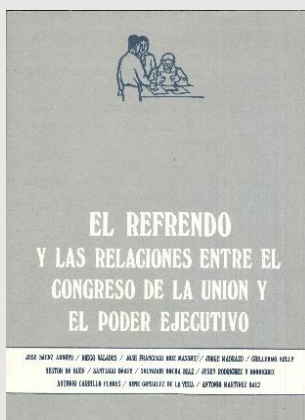 EL REFRENDO
Y LAS RELACIONES ENTRE EL
CONGRESO DE LA UNION Y
EL PODER EJECUTIVO
JOSE SAENZ ARROYO / DIEGO VALADES / JOSE FRANCISCO RUIZ MASSIEU / JORGE MADRAZO / GUILLERMO KELLY
NESTOR DE BUEN / SANTIAGO OÑATE / SALVADOR ROCHA DIAZ / JESUS RODRIGUEZ Y RODRIGUEZ
ANTONIO CARRILLO FLORES / RENE GONZALEZ DE LA VEGA / ANTONIO MARTINEZ BAEZ